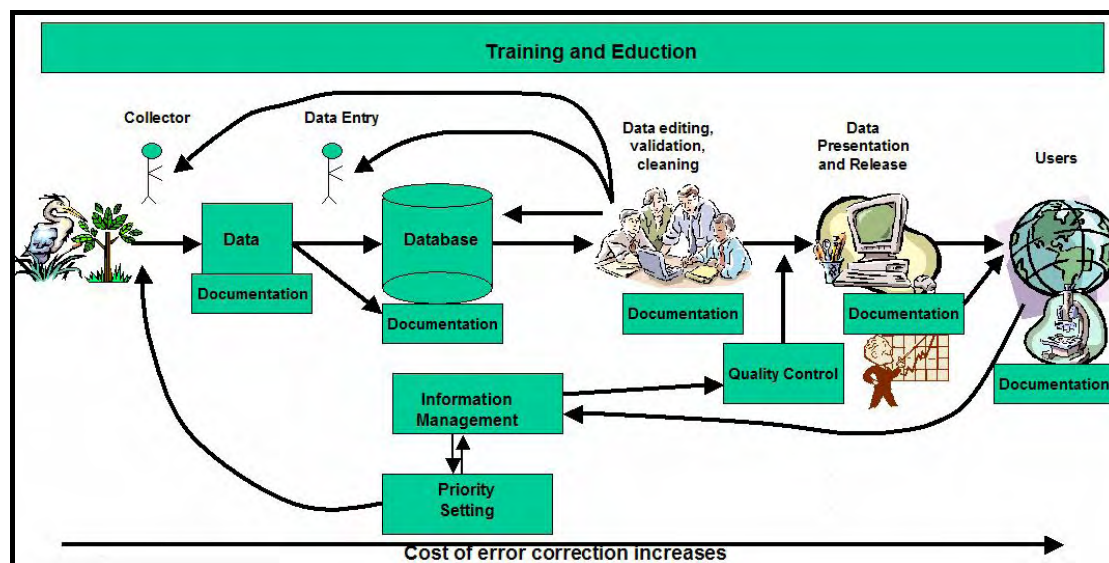 Training and Eduction
Collector
Data Entry
Data editing,
validation,
cleaning
Data
Presentation
and Release
Users
Data
Database
Documentation
Documentation
Documentation
Documentation
Documentation
Quality Control
Information
Management
Priority
Setting
Cost of error correction increases